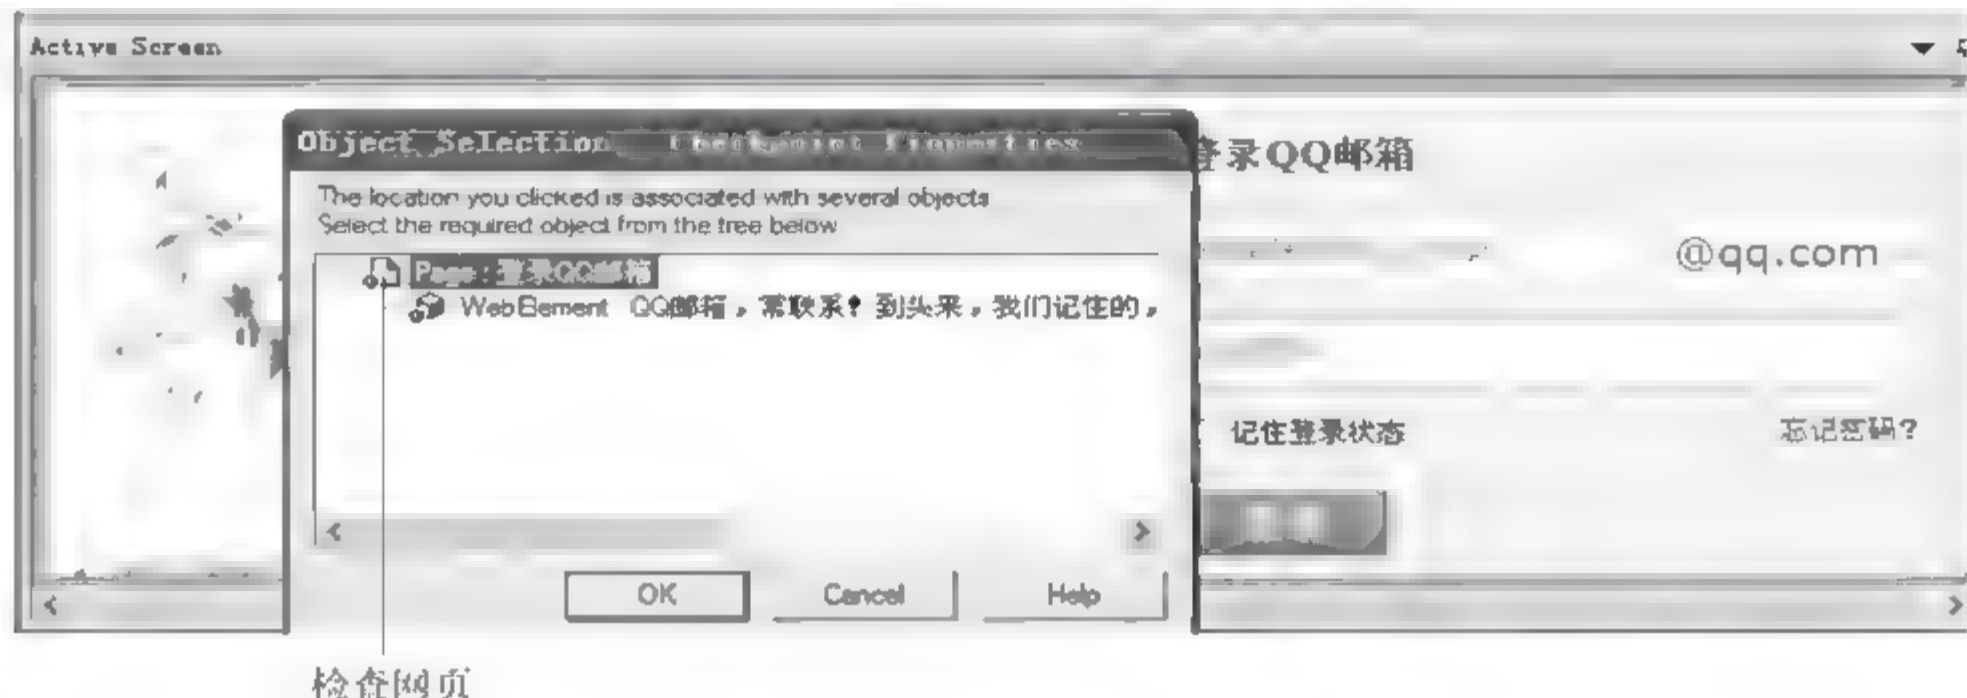 Active Screen
Object Selection - Checkpoint Properties
登录QQ邮箱
The location you clicked is associated with several objects
Select the required object from the tree below
Page:登录QQ邮箱
@qq.com
WebElement QQ邮箱，常联系！到头来，我们记住的，
记住登录状态
忘记密码?
OK
Cancel
Help
检查网页